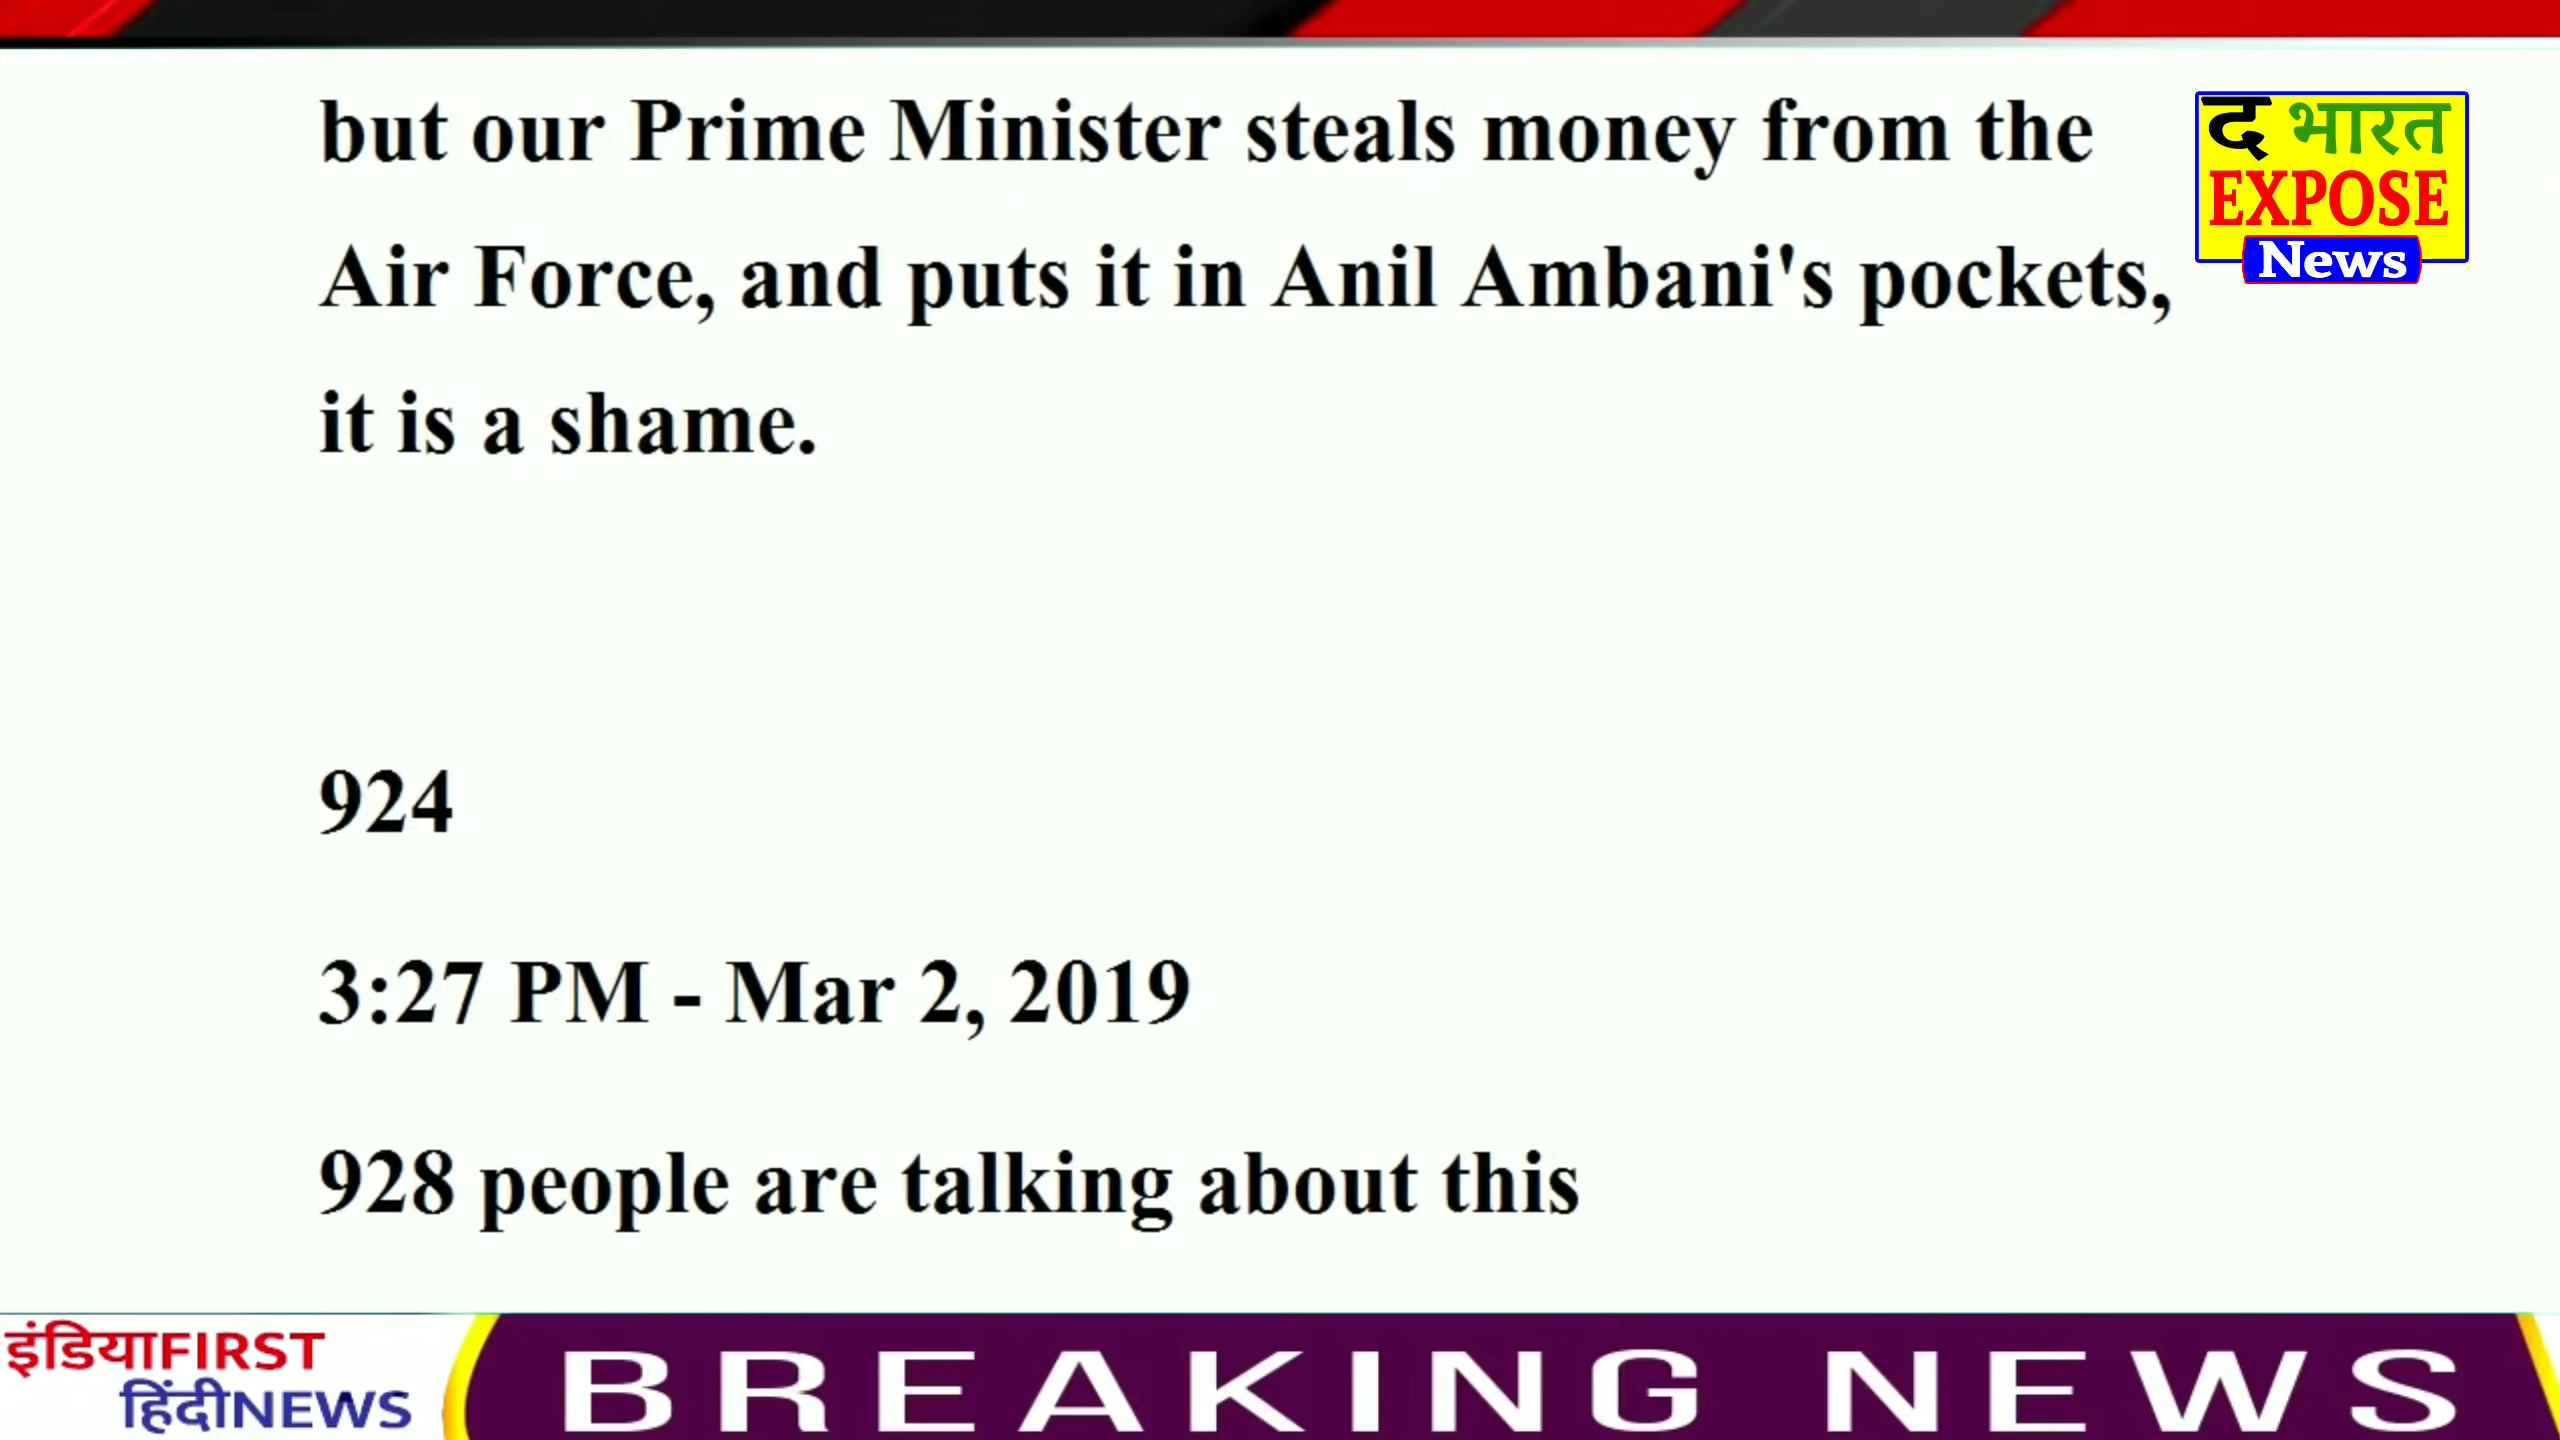 but our Prime Minister steals money from the
Air Force, and puts it in Anil Ambani's pockets,
it is a shame.
द भारत
EXPOSE
News
924
3:27 PM - Mar 2, 2019
928 people are talking about this
इंडियाFIRST
हिंदीNEWS
BREAKING NEWS